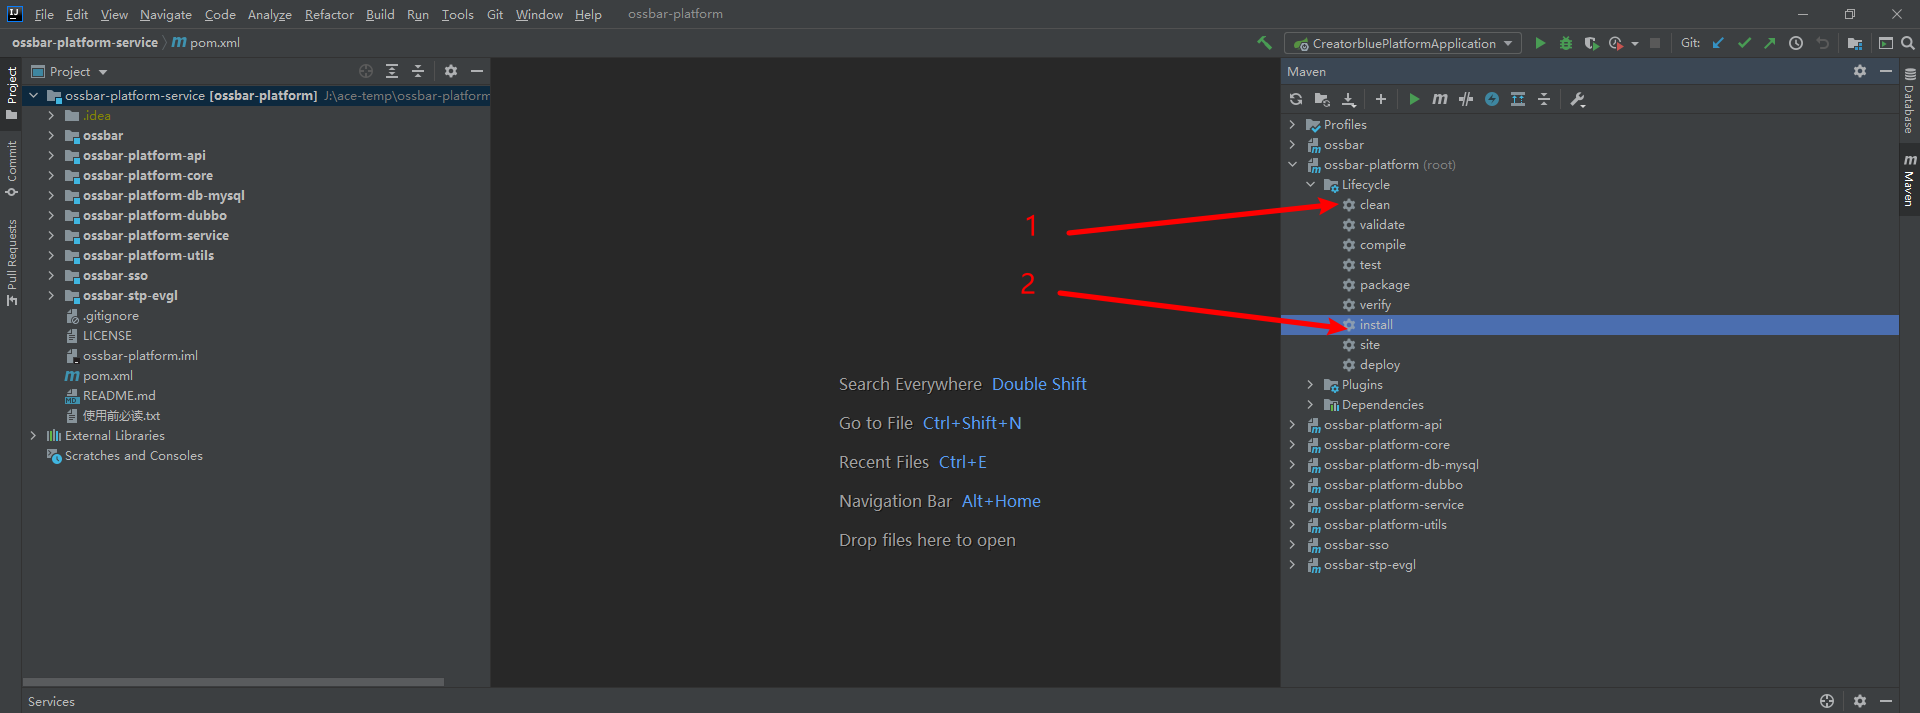 File Edit View Navigate Code Analyze Refactor Build Run Tools Git Window Help ossbar-platform
ossbar-platform-service pom.xml
CreatorbluePlatformApplication
Git:
Project
Commit
Pull Requests
Project
ossbar-platform-service [ossbar-platform] J:\ace-temp\ossbar-platform
.idea
ossbar
ossbar-platform-api
ossbar-platform-core
ossbar-platform-db-mysql
ossbar-platform-dubbo
ossbar-platform-service
ossbar-platform-utils
ossbar-sso
ossbar-stp-evgl
.gitignore
LICENSE
ossbar-platform.iml
pom.xml
README.md
使用前必读.txt
External Libraries
Scratches and Consoles
1
2
Search Everywhere Double Shift
Go to File Ctrl+Shift+N
Recent Files Ctrl+E
Navigation Bar Alt+Home
Drop files here to open
Maven
Profiles
ossbar
ossbar-platform (root)
Lifecycle
clean
validate
compile
test
package
verify
install
site
deploy
Plugins
Dependencies
ossbar-platform-api
ossbar-platform-core
ossbar-platform-db-mysql
ossbar-platform-dubbo
ossbar-platform-service
ossbar-platform-utils
ossbar-sso
ossbar-stp-evgl
Database
Maven
Services